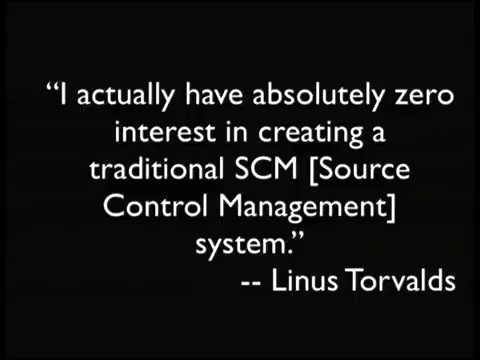 “I actually have absolutely zero
interest in creating a
traditional SCM [Source
Control Management]
system.”
-- Linus Torvalds